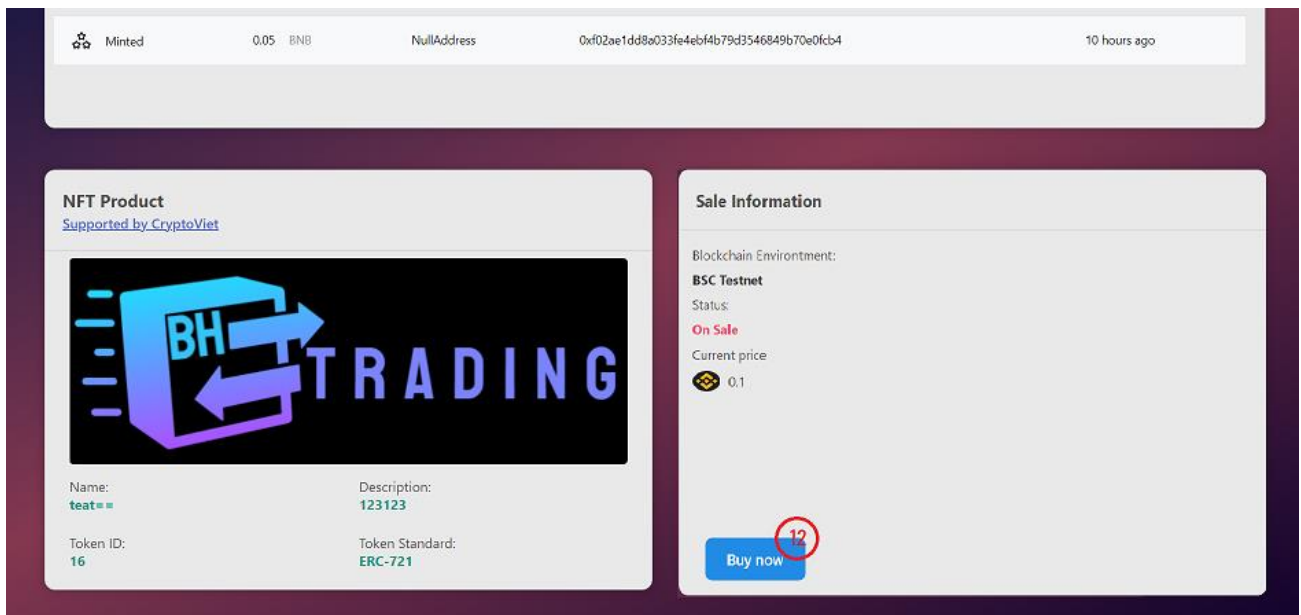 Minted 0.05 BNB NullAddress 0xf02ae1dd8a033fe4ebf4b79d3546849b70e0fcb4 10 hours ago
NFT Product
Supported by CryptoViet
BH
TRADING
Name:
teat==
Description:
123123
Token ID:
16
Token Standard:
ERC-721
Sale Information
Blockchain Environtment:
BSC Testnet
Status:
On Sale
Current price
0.1
12
Buy now